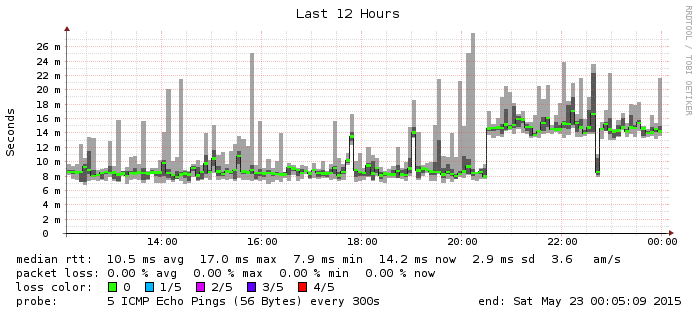 Last 12 Hours
RRDTOOL / TOBI OETIKER
Seconds
26 m
24 m
22 m
20 m
18 m
16 m
14 m
12 m
10 m
8 m
6 m
4 m
2 m
0
14:00 16:00 18:00 20:00 22:00 00:00
median rtt: 10.5 ms avg 17.0 ms max 7.9 ms min 14.2 ms now 2.9 ms sd 3.6 am/s
packet loss: 0.00 % avg 0.00 % max 0.00 % min 0.00 % now
loss color: 0 1/5 2/5 3/5 4/5
probe: 5 ICMP Echo Pings (56 Bytes) every 300s end: Sat May 23 00:05:09 2015